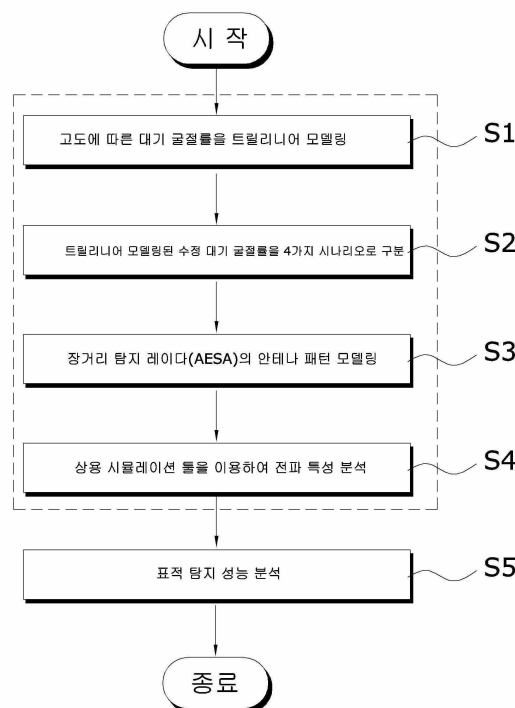 시 작
고도에 따른 대기 굴절률을 트릴리니어 모델링
S1
트릴리니어 모델링된 수정 대기 굴절률을 4가지 시나리오로 구분
S2
장거리 탐지 레이다(AESA)의 안테나 패턴 모델링
S3
상용 시뮬레이션 툴을 이용하여 전파 특성 분석
S4
표적 탐지 성능 분석
S5
종료